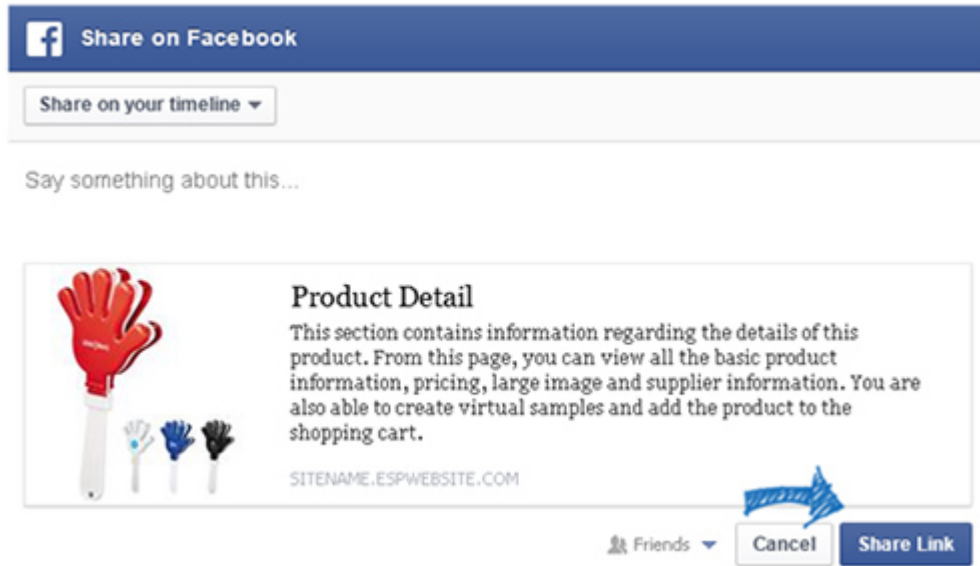 Share on Facebook
Share on your timeline
Say something about this...
Product Detail
This section contains information regarding the details of this
product. From this page, you can view all the basic product
information, pricing, large image and supplier information. You are
also able to create virtual samples and add the product to the
shopping cart.
SITENAME.ESPWEBSITE.COM
Friends
Cancel
Share Link